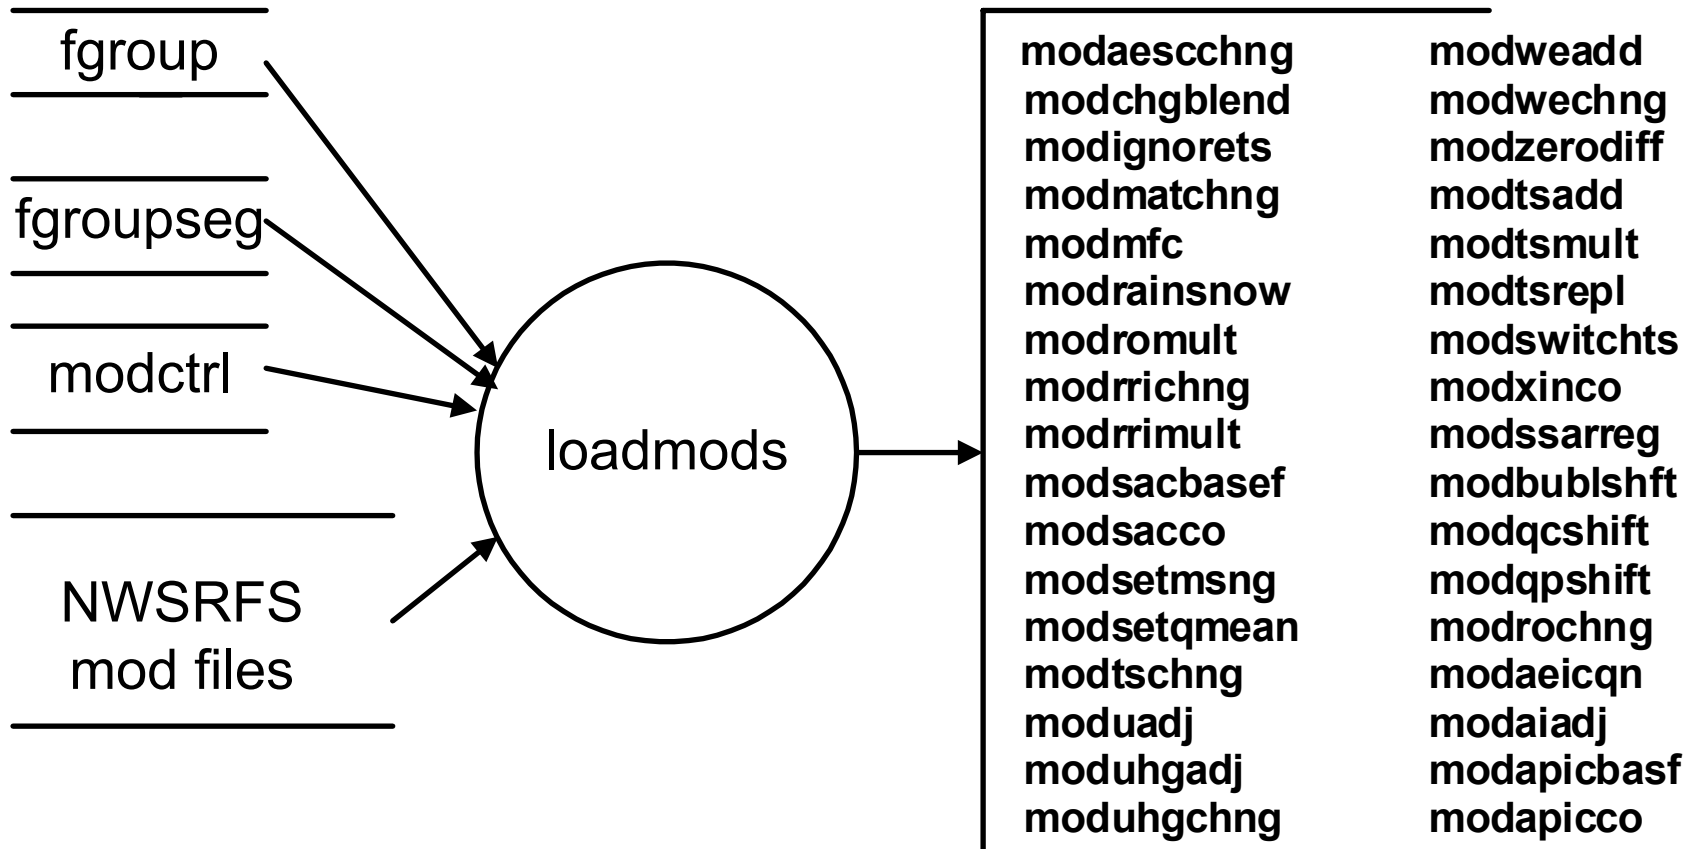 fgroup
fgroupseg
modctrl
NWSRFS
mod files
loadmods
modaescchng
modchgblend
modignorets
modmatchng
modmfc
modrainsnow
modromult
modrrichng
modrrimult
modsacbasef
modsacco
modsetmsng
modsetqmean
modtschng
moduadj
moduhgadj
moduhgchng
modweadd
modwechng
modzerodiff
modtsadd
modtsmult
modtsrepl
modswitchts
modxinco
modssarreg
modbublshft
modqcshift
modqpshift
modrochng
modaeicqn
modaiadj
modapicbasf
modapicco